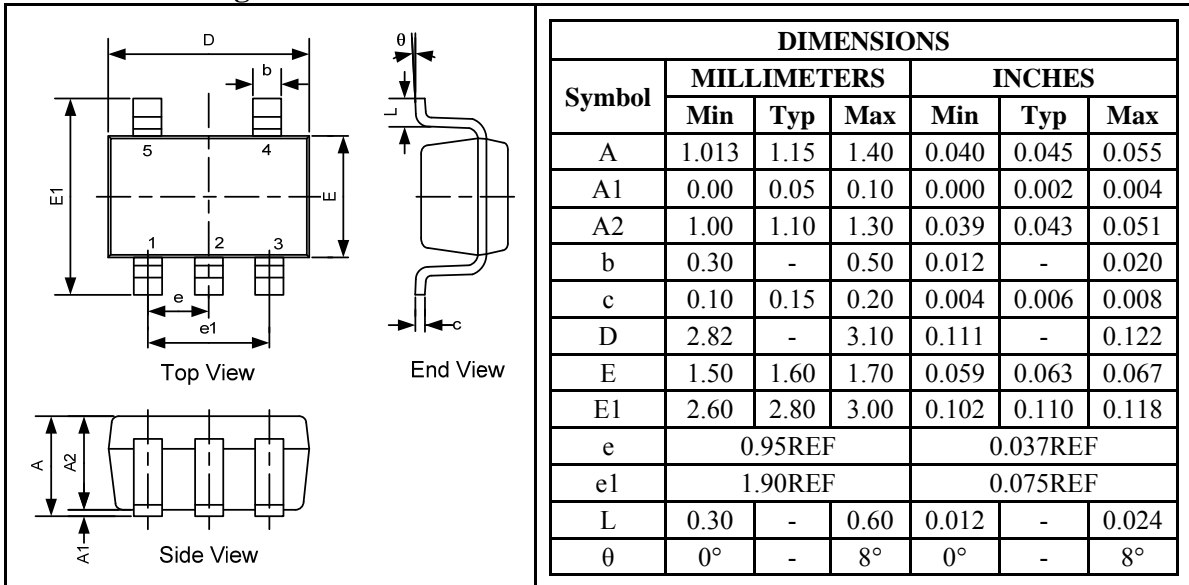 D
b
θ
L
5 4
E1
E
1 2 3
e
e1
c
Top View
End View
A
A2
A1
Side View
DIMENSIONS
Symbol MILLIMETERS INCHES
Min Typ Max Min Typ Max
A 1.013 1.15 1.40 0.040 0.045 0.055
A1 0.00 0.05 0.10 0.000 0.002 0.004
A2 1.00 1.10 1.30 0.039 0.043 0.051
b 0.30 - 0.50 0.012 - 0.020
c 0.10 0.15 0.20 0.004 0.006 0.008
D 2.82 - 3.10 0.111 - 0.122
E 1.50 1.60 1.70 0.059 0.063 0.067
E1 2.60 2.80 3.00 0.102 0.110 0.118
e 0.95REF 0.037REF
e1 1.90REF 0.075REF
L 0.30 - 0.60 0.012 - 0.024
θ 0° - 8° 0° - 8°